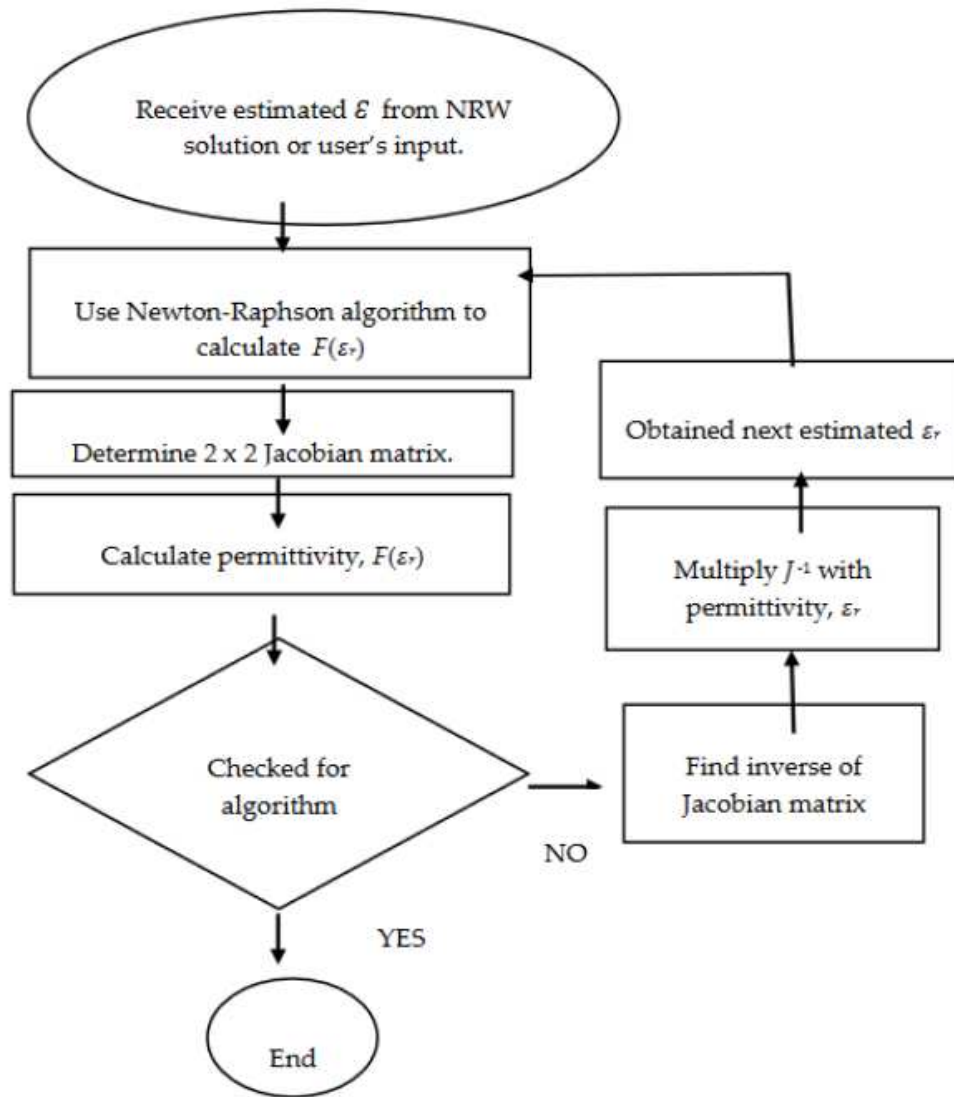 Receive estimated ℰ from NRW
solution or user's input.
Use Newton-Raphson algorithm to
calculate F(εᵣ)
Determine 2 x 2 Jacobian matrix.
Calculate permittivity, F(εᵣ)
Checked for
algorithm
NO
YES
End
Find inverse of
Jacobian matrix
Multiply J⁻¹ with
permittivity, εᵣ
Obtained next estimated εᵣ